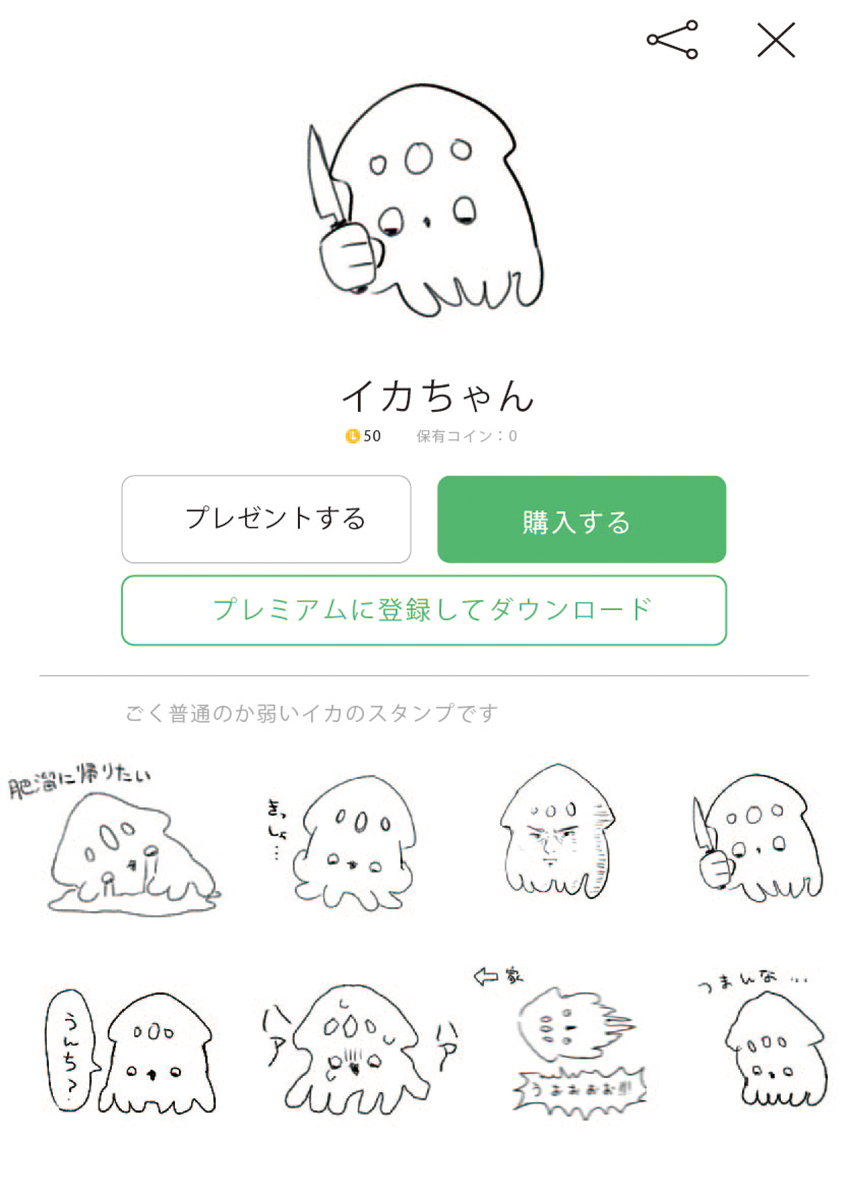 イカちゃん
50 保有コイン：0
プレゼントする
購入する
プレミアムに登録してダウンロード
ごく普通のか弱いイカのスタンプです
肥溜に帰りたい
きっしょ…
うんち?
ハァ
ハァ
⇦ 家
うおおおお!!!
つまんな…